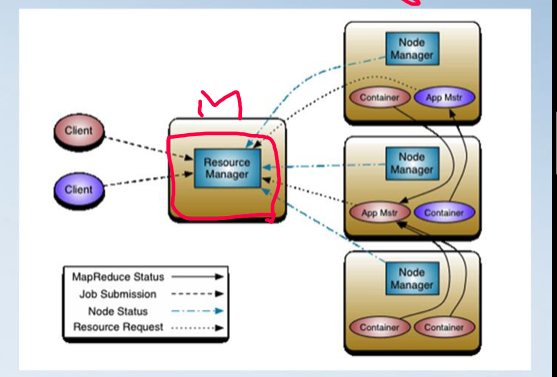 Node
Manager
Container
App Mstr
M
Client
Resource
Manager
Node
Manager
Client
App Mstr
Container
MapReduce Status
Job Submission
Node Status
Resource Request
Node
Manager
Container
Container